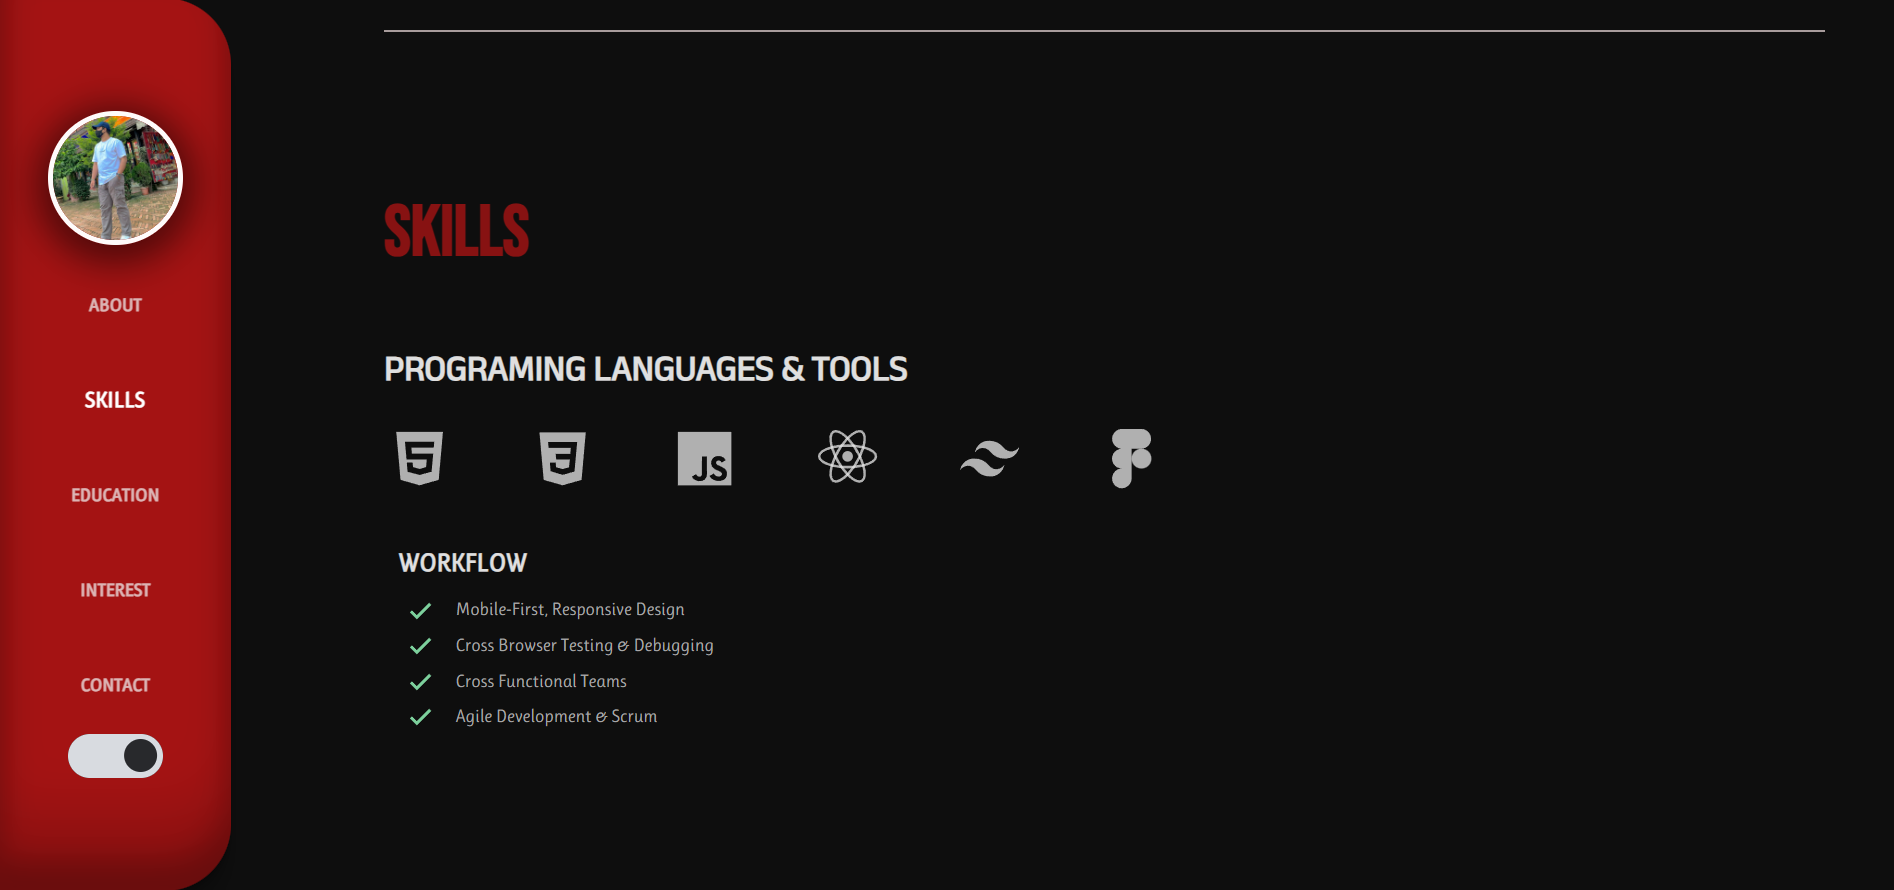 ABOUT
SKILLS
EDUCATION
INTEREST
CONTACT
SKILLS
PROGRAMING LANGUAGES & TOOLS
5
3
JS
WORKFLOW
Mobile-First, Responsive Design
Cross Browser Testing & Debugging
Cross Functional Teams
Agile Development & Scrum